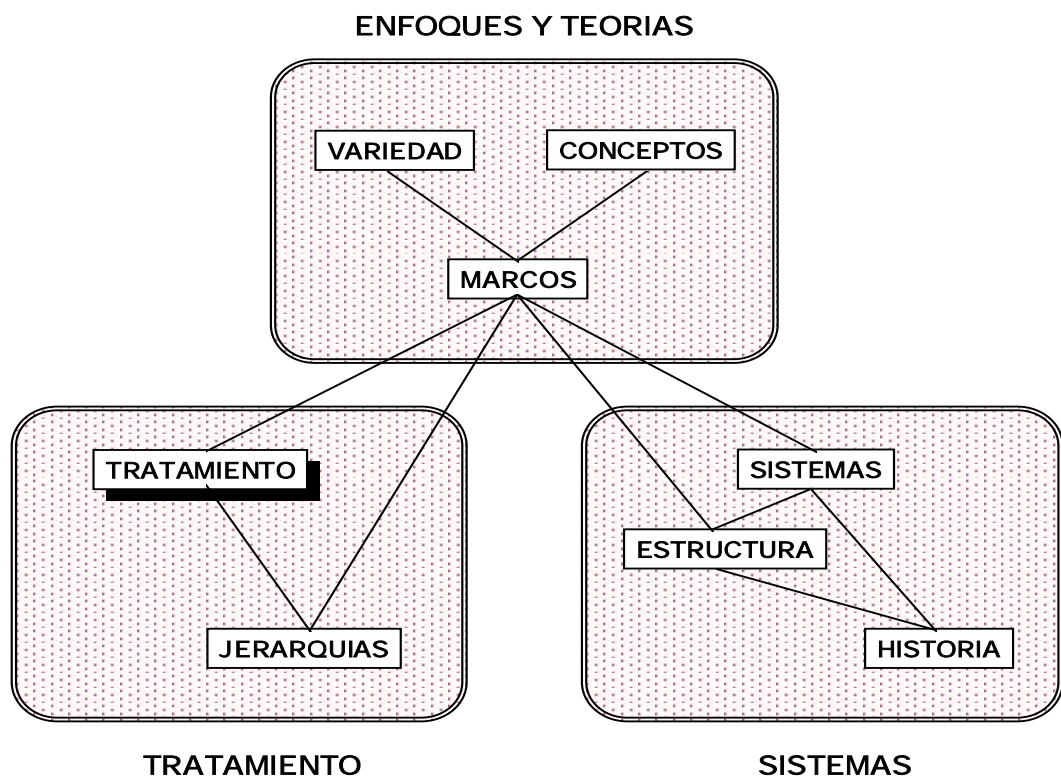 ENFOQUES Y TEORIAS
VARIEDAD
CONCEPTOS
MARCOS
TRATAMIENTO
JERARQUIAS
SISTEMAS
ESTRUCTURA
HISTORIA
TRATAMIENTO
SISTEMAS